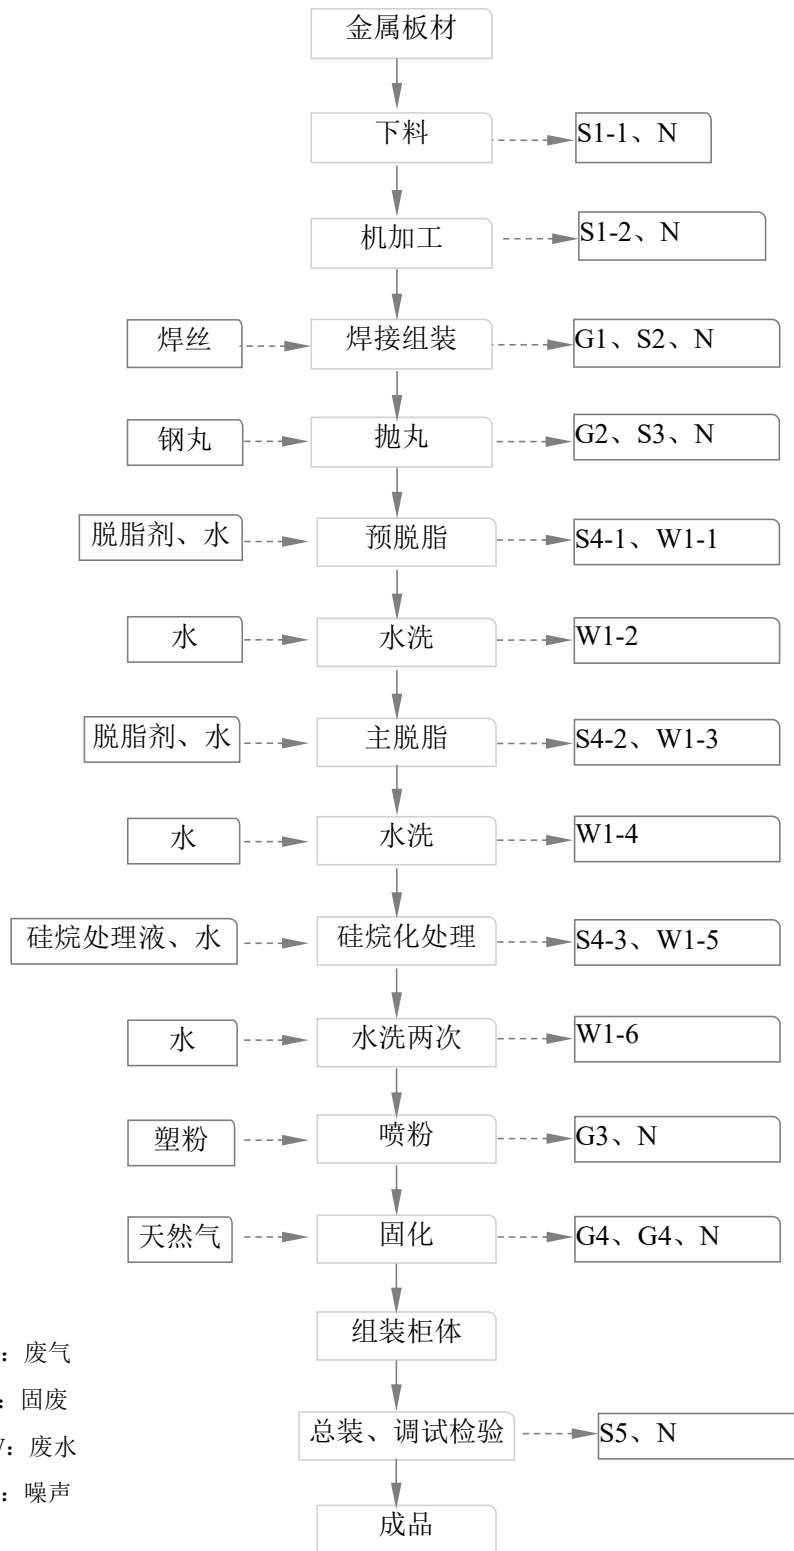 金属板材
下料
S1-1、N
机加工
S1-2、N
焊丝
焊接组装
G1、S2、N
钢丸
抛丸
G2、S3、N
脱脂剂、水
预脱脂
S4-1、W1-1
水
水洗
W1-2
脱脂剂、水
主脱脂
S4-2、W1-3
水
水洗
W1-4
硅烷处理液、水
硅烷化处理
S4-3、W1-5
水
水洗两次
W1-6
塑粉
喷粉
G3、N
天然气
固化
G4、G4、N
组装柜体
：废气
：固废
总装、调试检验
S5、N
：废水
：噪声
成品